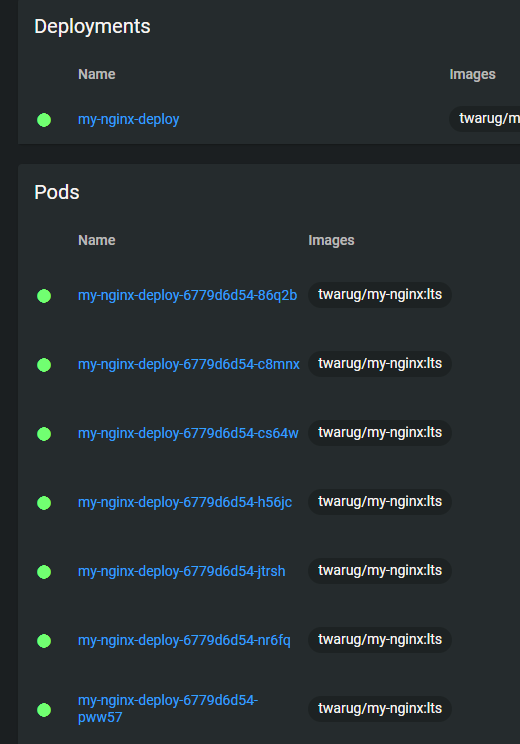 Deployments
Name Images
my-nginx-deploy twarug/m
Pods
Name Images
my-nginx-deploy-6779d6d54-86q2b twarug/my-nginx:lts
my-nginx-deploy-6779d6d54-c8mnx twarug/my-nginx:lts
my-nginx-deploy-6779d6d54-cs64w twarug/my-nginx:lts
my-nginx-deploy-6779d6d54-h56jc twarug/my-nginx:lts
my-nginx-deploy-6779d6d54-jtrsh twarug/my-nginx:lts
my-nginx-deploy-6779d6d54-nr6fq twarug/my-nginx:lts
my-nginx-deploy-6779d6d54-
pww57 twarug/my-nginx:lts